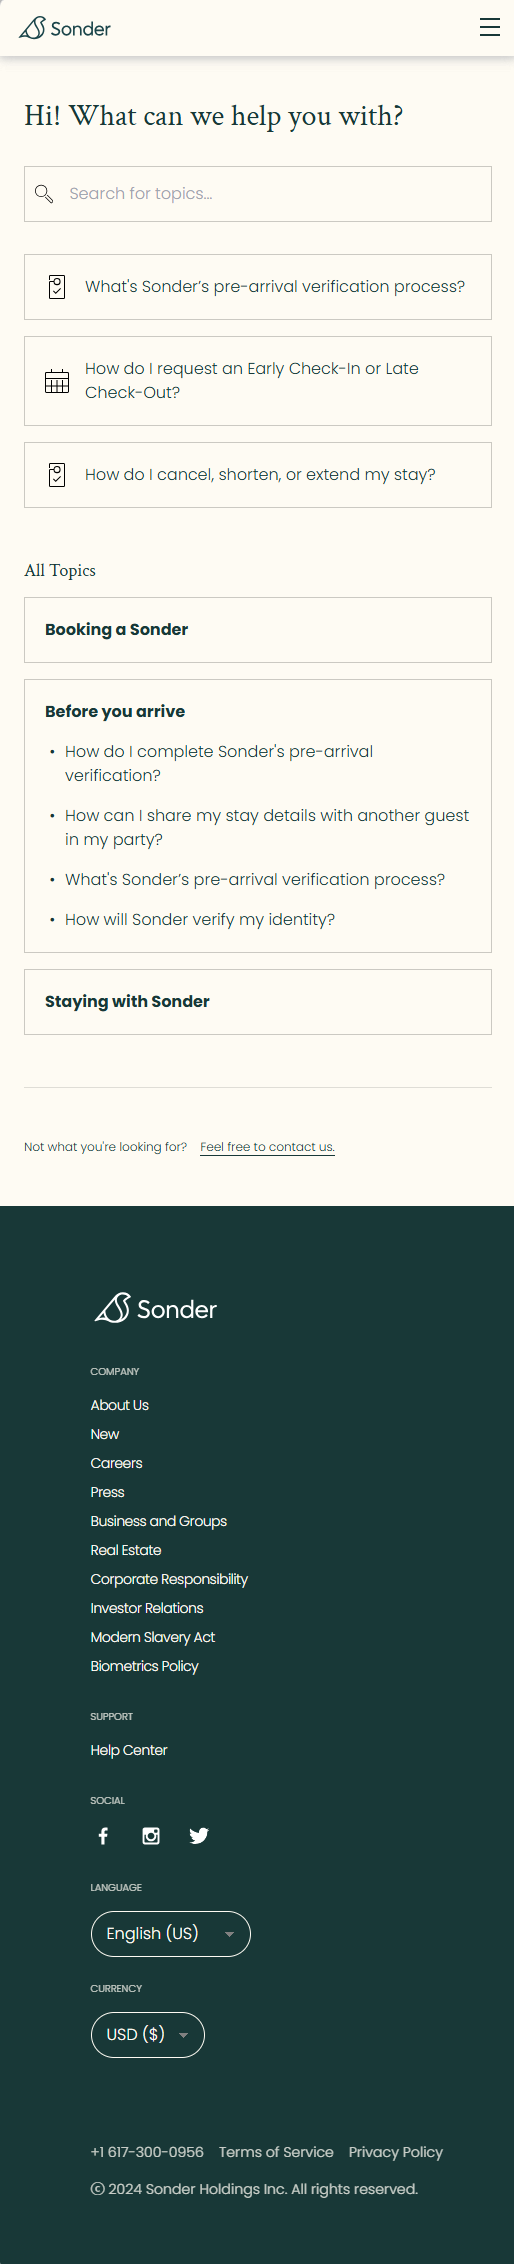 Sonder
Hi! What can we help you with?
Search for topics...
What's Sonder’s pre-arrival verification process?
How do I request an Early Check-In or Late
Check-Out?
How do I cancel, shorten, or extend my stay?
All Topics
Booking a Sonder
Before you arrive
• How do I complete Sonder's pre-arrival
verification?
• How can I share my stay details with another guest
in my party?
• What's Sonder’s pre-arrival verification process?
• How will Sonder verify my identity?
Staying with Sonder
Not what you're looking for? Feel free to contact us.
Sonder
COMPANY
About Us
New
Careers
Press
Business and Groups
Real Estate
Corporate Responsibility
Investor Relations
Modern Slavery Act
Biometrics Policy
SUPPORT
Help Center
SOCIAL
LANGUAGE
English (US)
CURRENCY
USD ($)
+1 617-300-0956 Terms of Service Privacy Policy
© 2024 Sonder Holdings Inc. All rights reserved.